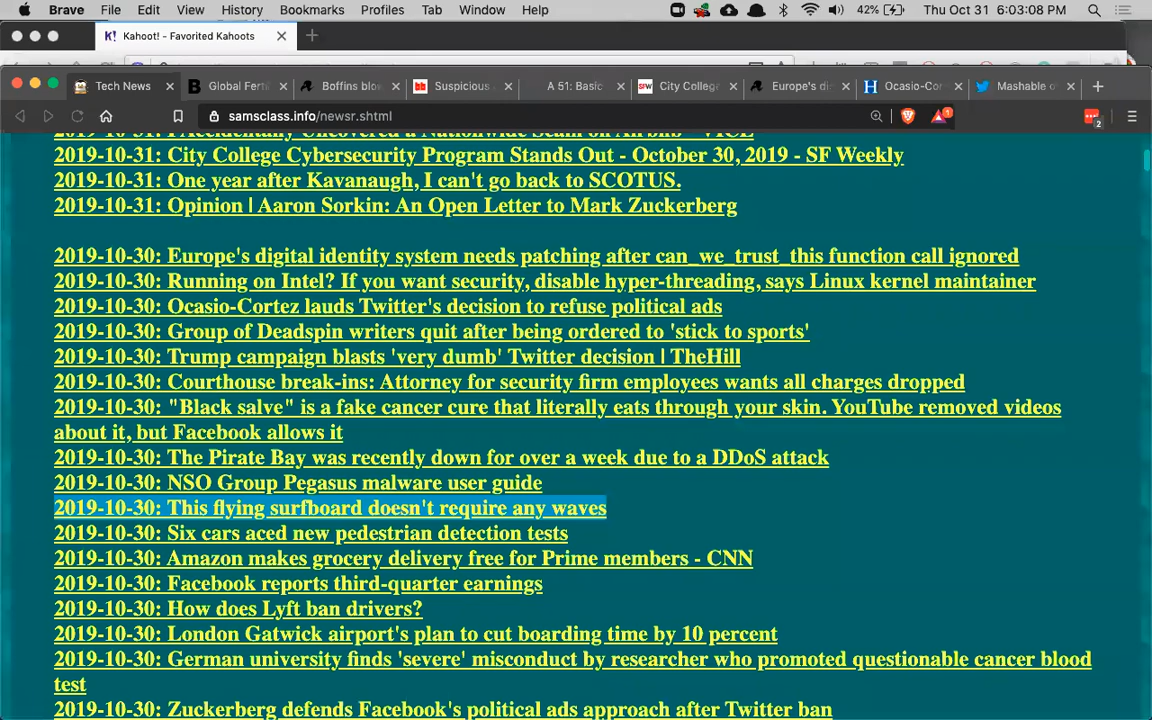 Brave File Edit View History Bookmarks Profiles Tab Window Help 42% Thu Oct 31 6:03:08 PM
K! Kahoot! - Favorited Kahoots
Tech News Global Ferti Boffins blo Suspicious A 51: Basic SFW City College Europe's di Ocasio-Cor Mashable o
samsclass.info/newsr.shtml 1 2
2019-10-31: I Accidentally Uncovered a Nationwide Scam on Airbnb - VICE
2019-10-31: City College Cybersecurity Program Stands Out - October 30, 2019 - SF Weekly
2019-10-31: One year after Kavanaugh, I can't go back to SCOTUS.
2019-10-31: Opinion | Aaron Sorkin: An Open Letter to Mark Zuckerberg
2019-10-30: Europe's digital identity system needs patching after can_we_trust_this function call ignored
2019-10-30: Running on Intel? If you want security, disable hyper-threading, says Linux kernel maintainer
2019-10-30: Ocasio-Cortez lauds Twitter's decision to refuse political ads
2019-10-30: Group of Deadspin writers quit after being ordered to 'stick to sports'
2019-10-30: Trump campaign blasts 'very dumb' Twitter decision | TheHill
2019-10-30: Courthouse break-ins: Attorney for security firm employees wants all charges dropped
2019-10-30: "Black salve" is a fake cancer cure that literally eats through your skin. YouTube removed videos
about it, but Facebook allows it
2019-10-30: The Pirate Bay was recently down for over a week due to a DDoS attack
2019-10-30: NSO Group Pegasus malware user guide
2019-10-30: This flying surfboard doesn't require any waves
2019-10-30: Six cars aced new pedestrian detection tests
2019-10-30: Amazon makes grocery delivery free for Prime members - CNN
2019-10-30: Facebook reports third-quarter earnings
2019-10-30: How does Lyft ban drivers?
2019-10-30: London Gatwick airport's plan to cut boarding time by 10 percent
2019-10-30: German university finds 'severe' misconduct by researcher who promoted questionable cancer blood
test
2019-10-30: Zuckerberg defends Facebook's political ads approach after Twitter ban